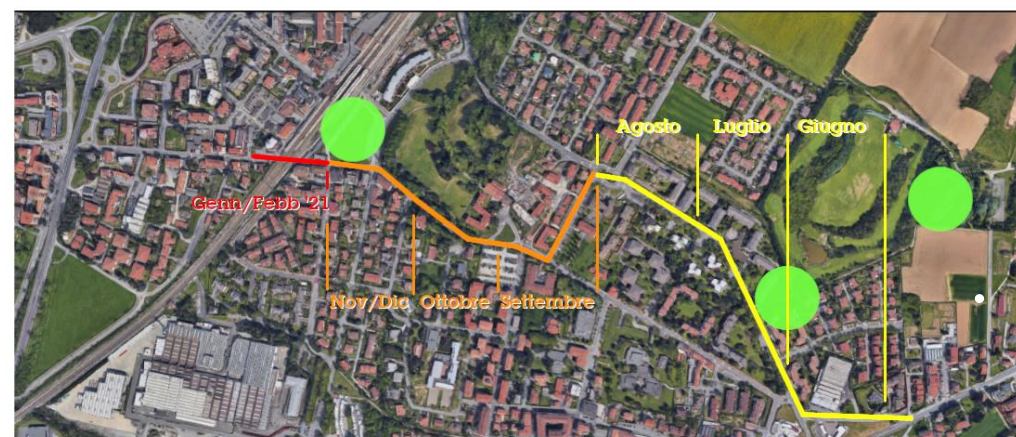 Agosto
Luglio
Giugno
Genn/Febb '21
Nov/Dic
Ottobre
Settembre